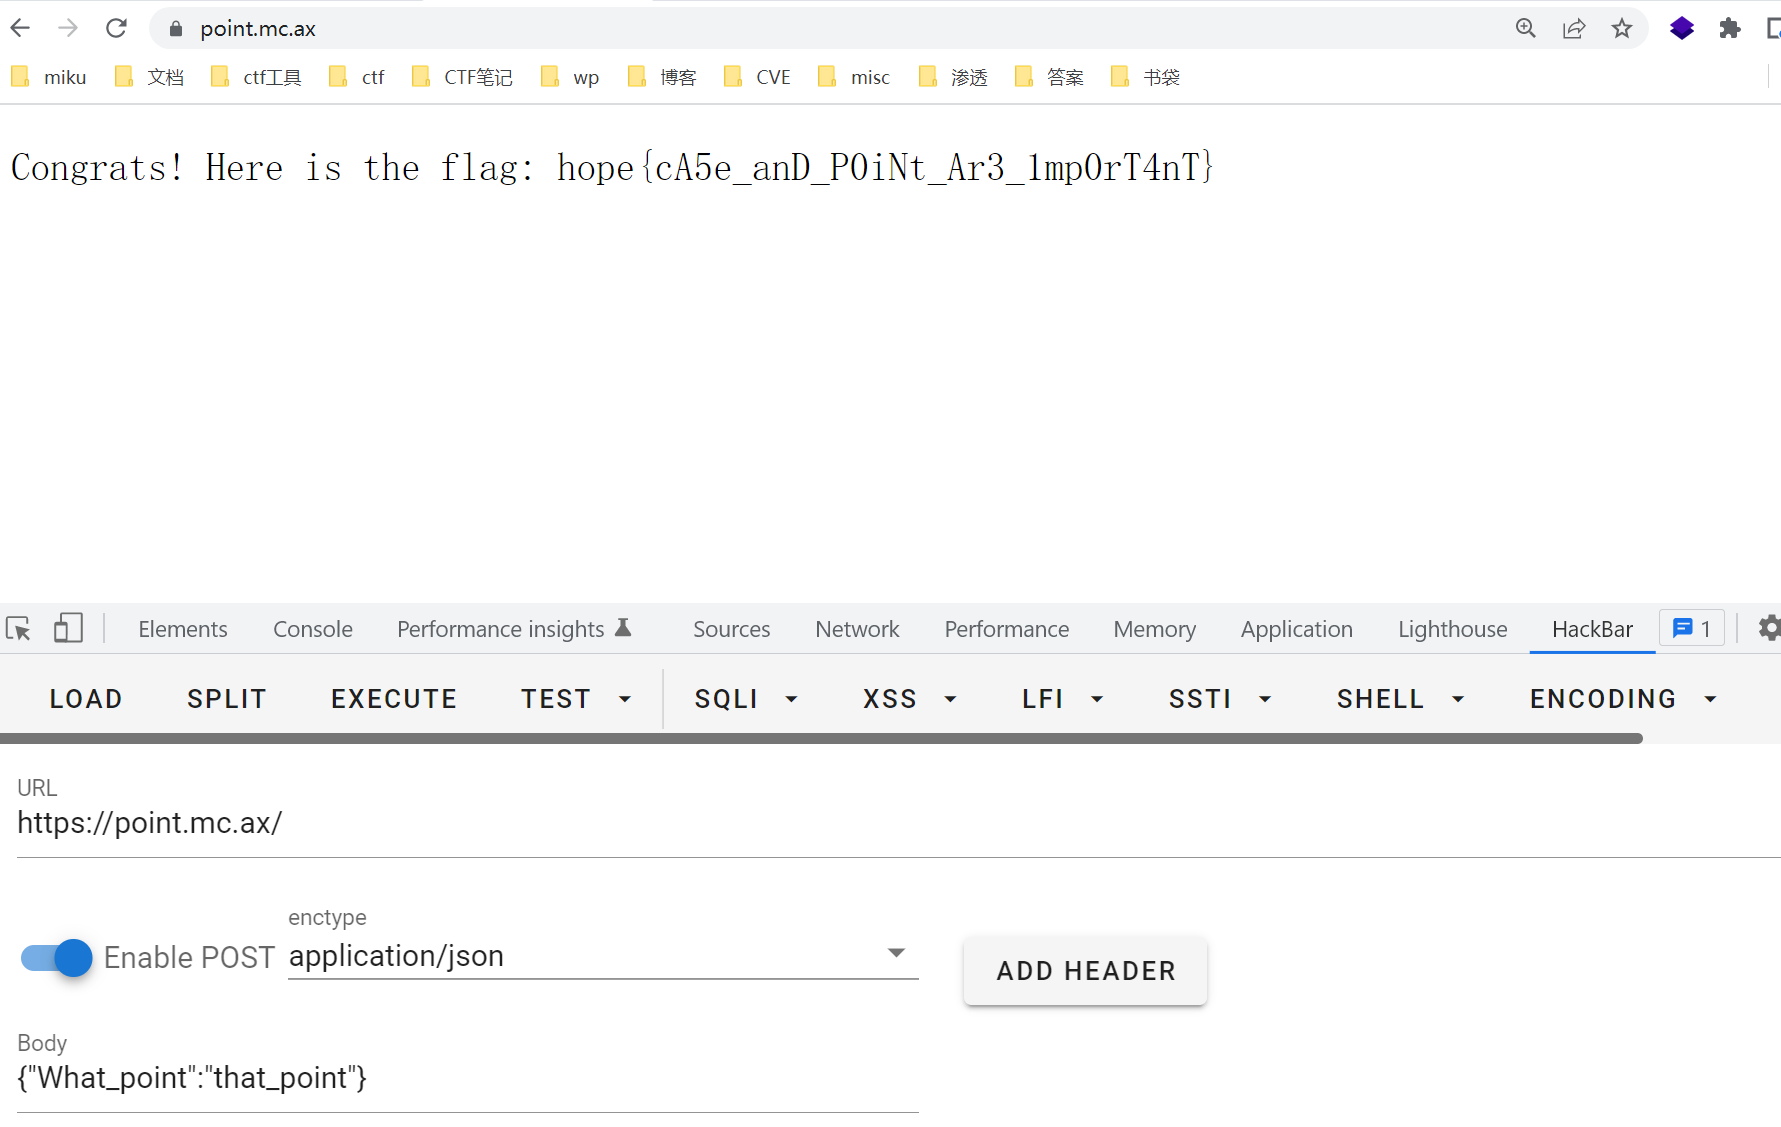 point.mc.ax
miku 文档 ctf工具 ctf CTF笔记 wp 博客 CVE misc 渗透 答案 书袋
Congrats! Here is the flag: hope{cA5e_anD_P0iNt_Ar3_1mp0rT4nT}
Elements Console Performance insights Sources Network Performance Memory Application Lighthouse HackBar 1
LOAD SPLIT EXECUTE TEST SQLI XSS LFI SSTI SHELL ENCODING
URL
https://point.mc.ax/
enctype
Enable POST application/json ADD HEADER
Body
{"What_point":"that_point"}